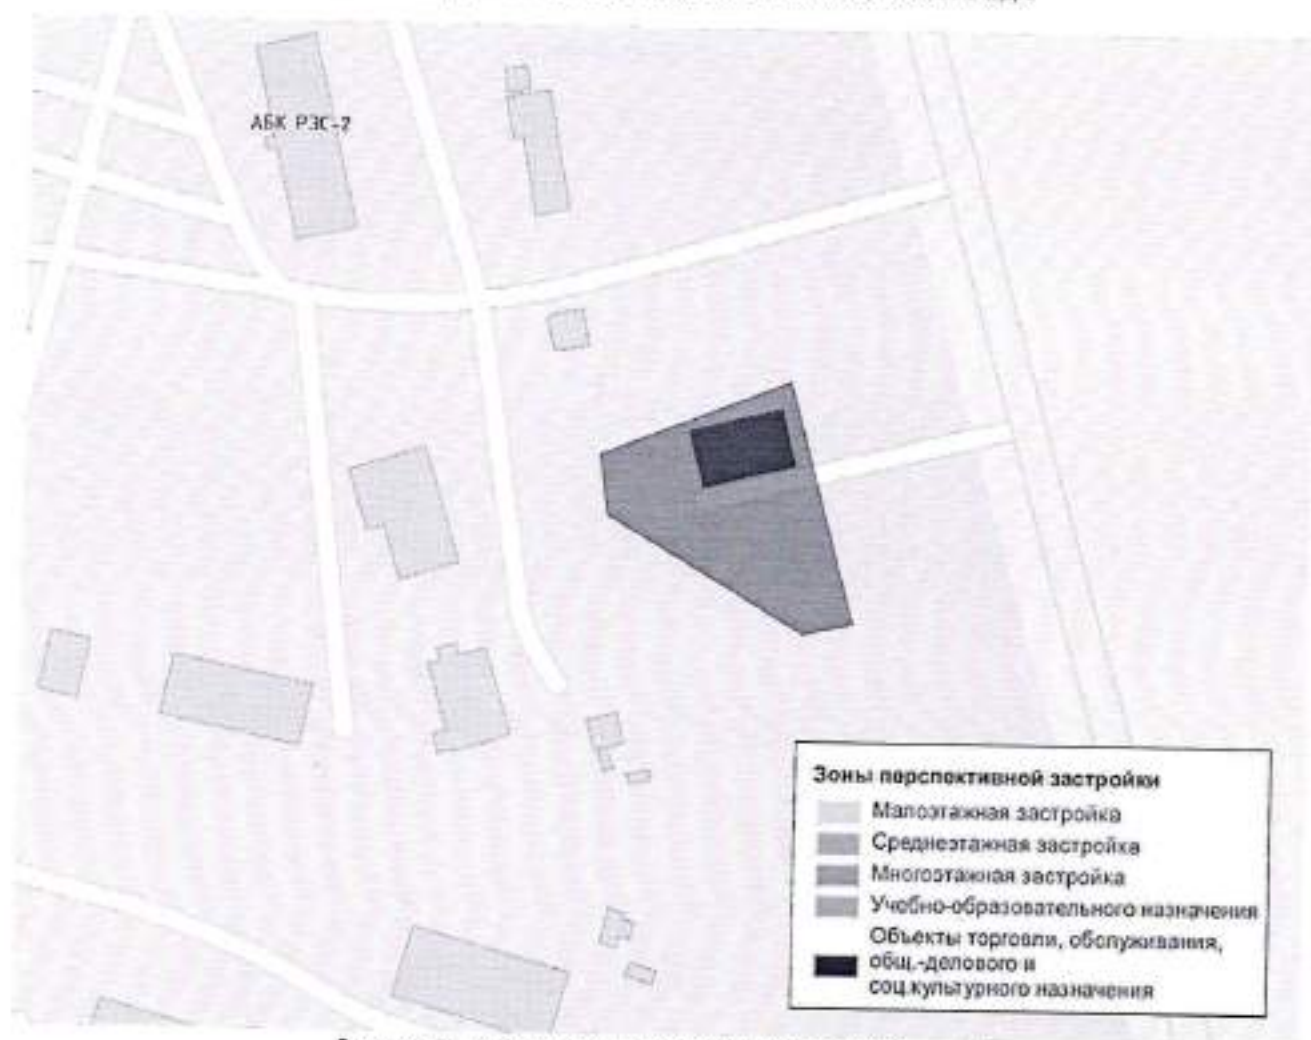 АБК РЭС-2
Зоны перспективной застройки
Малоэтажная застройка
Среднеэтажная застройка
Многоэтажная застройка
Учебно-образовательного назначения
Объекты торговли, обслуживания,
общ.-делового и
соц.культурного назначения